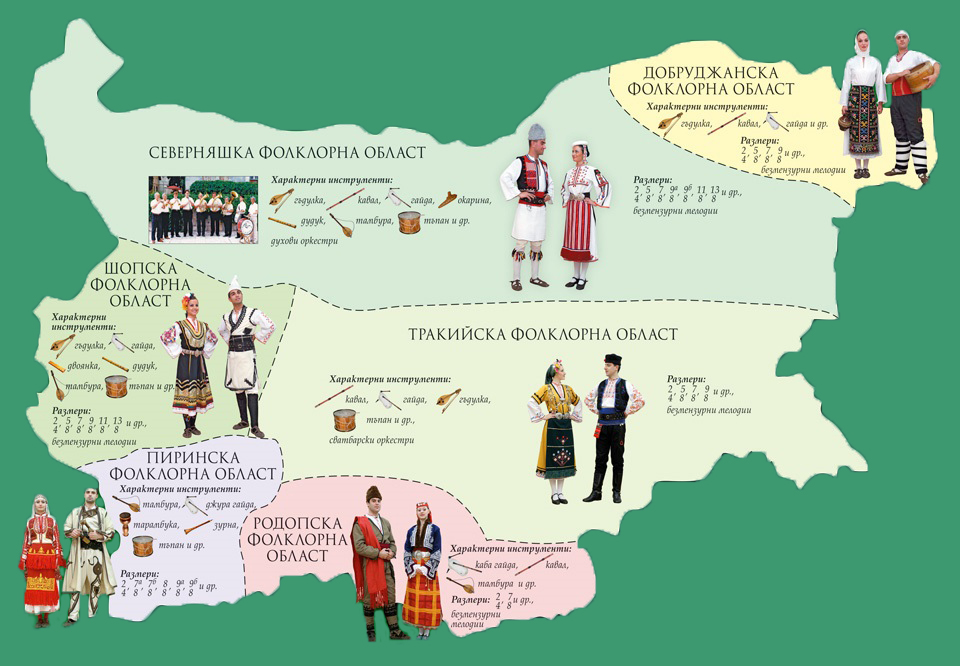 ДОБРУДЖАНСКА
ФОЛКЛОРНА ОБЛАСТ
Характерни инструменти:
гъдулка, кавал, гайда и др.
Размери:
2/4, 5/8, 7/8, 9/8 и др.,
безмензурни мелодии
СЕВЕРНЯШКА ФОЛКЛОРНА ОБЛАСТ
Характерни инструменти:
гъдулка, кавал, гайда, окарина,
дудук, тамбура, тъпан и др.
духови оркестри
Размери:
2/4, 5/8, 7/8, 9а/8, 9б/8, 11/8, 13/8 и др.,
безмензурни мелодии
ШОПСКА
ФОЛКЛОРНА
ОБЛАСТ
Характерни
инструменти:
гъдулка, гайда,
двоянка, дудук,
тамбура, тъпан и др.
Размери:
2/4, 5/8, 7/8, 9/8, 11/8, 13/8 и др.,
безмензурни мелодии
ТРАКИЙСКА ФОЛКЛОРНА ОБЛАСТ
Характерни инструменти:
кавал, гайда, гъдулка,
тъпан и др.,
сватбарски оркестри
Размери:
2/4, 5/8, 7/8, 9/8 и др.,
безмензурни мелодии
ПИРИНСКА
ФОЛКЛОРНА ОБЛАСТ
Характерни инструменти:
тамбура, джура гайда,
тарамбука, зурна,
тъпан и др.
Размери:
2/4, 7а/8, 7б/8, 8/8, 9а/8, 9б/8 и др.
РОДОПСКА
ФОЛКЛОРНА
ОБЛАСТ
Характерни инструменти:
каба гайда, кавал,
тамбура и др.
Размери: 2/4, 7/8 и др.,
безмензурни
мелодии